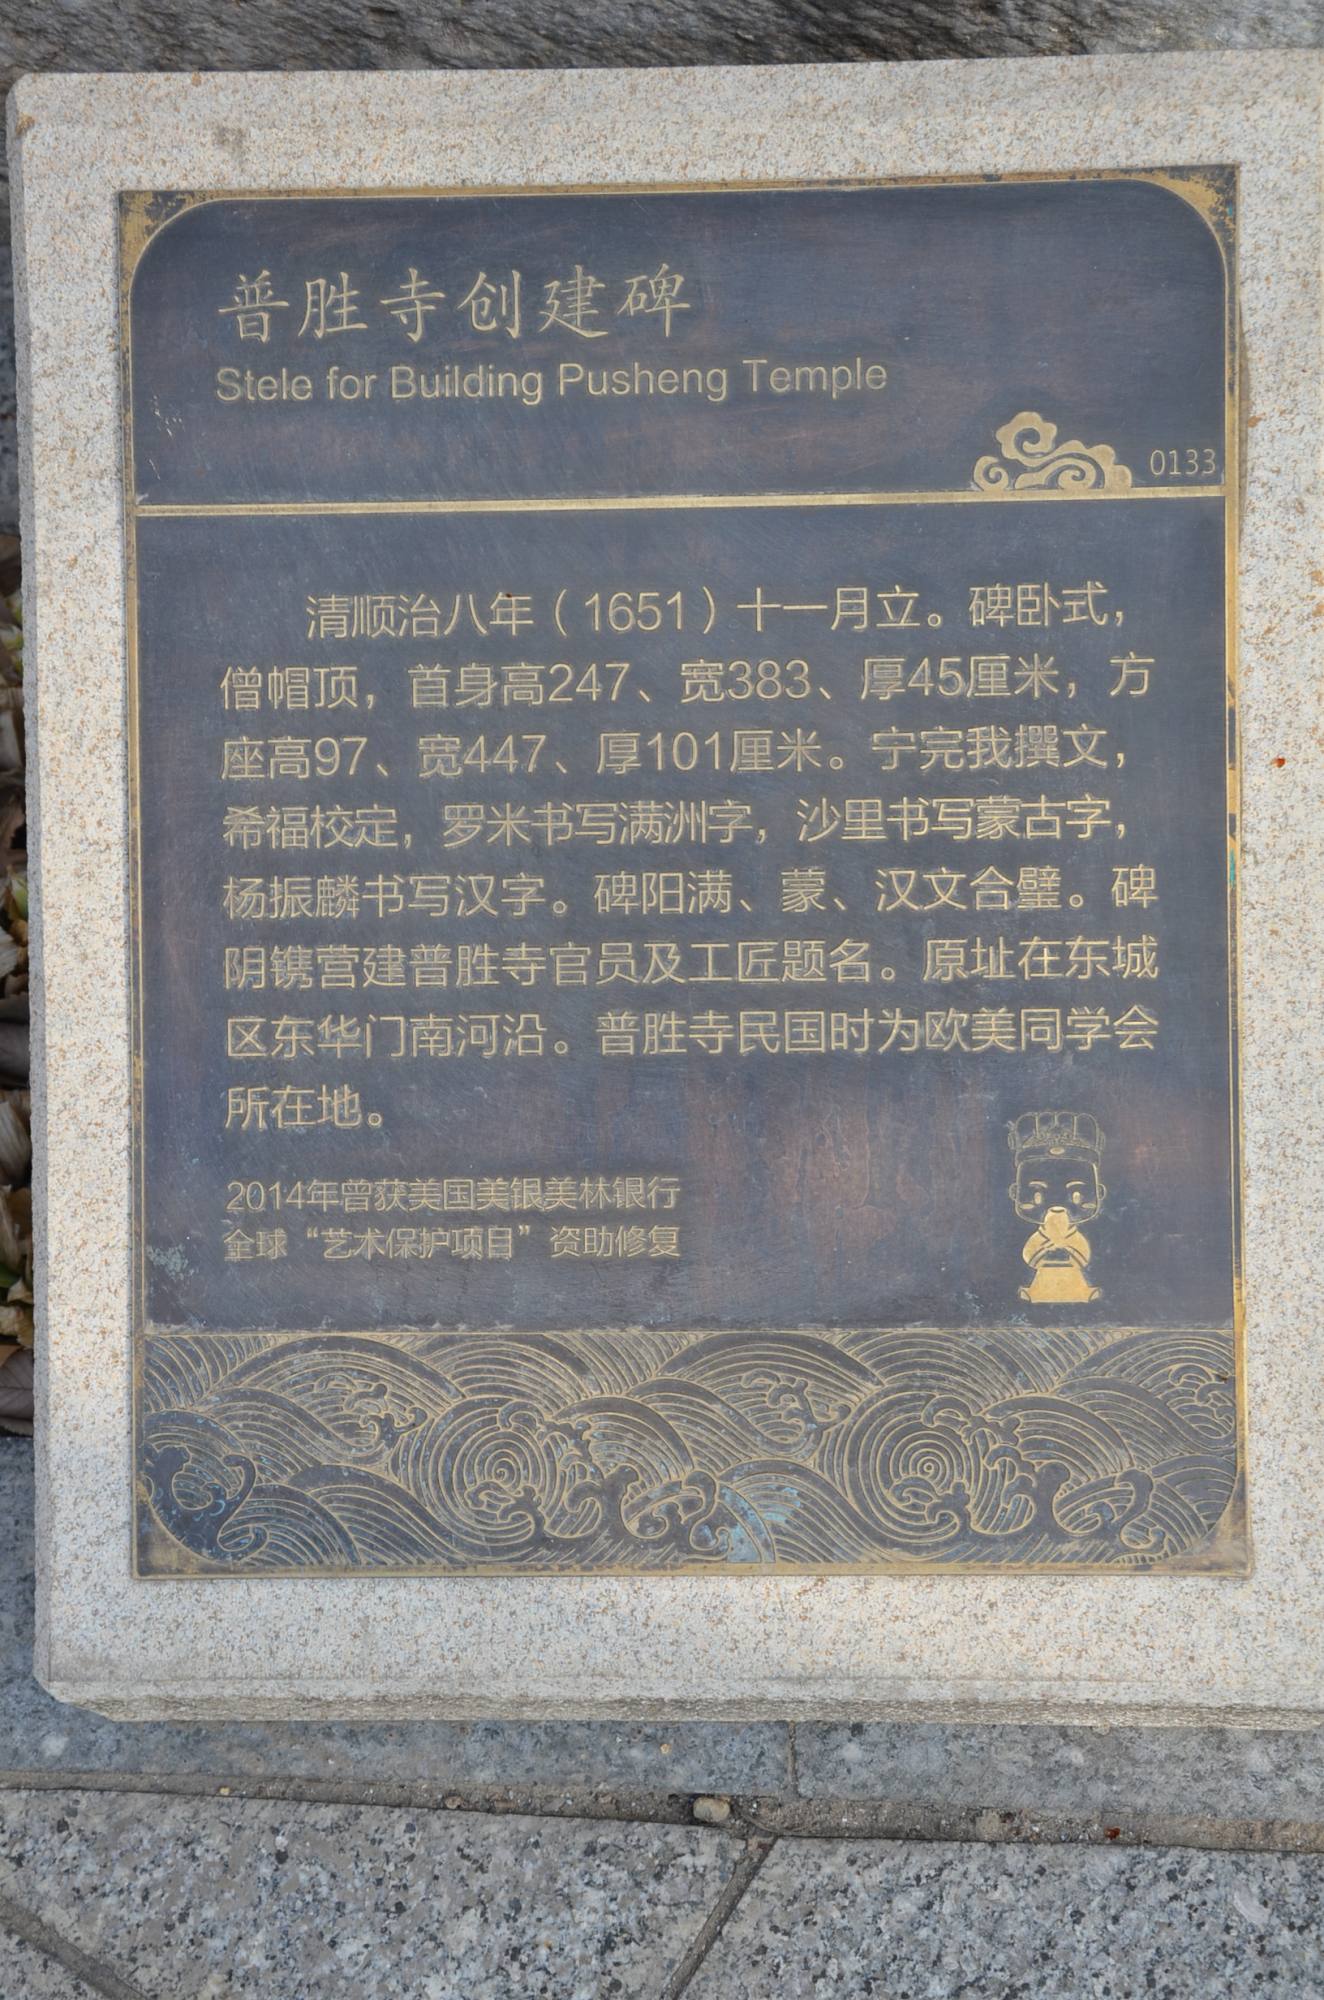 普胜寺创建碑
Stele for Building Pusheng Temple
0133
清顺治八年（1651）十一月立。碑卧式，
僧帽顶，首身高247、宽383、厚45厘米，方
座高97、宽447、厚101厘米。宁完我撰文，
希福校定，罗米书写满洲字，沙里书写蒙古字，
杨振麟书写汉字。碑阳满、蒙、汉文合璧。碑
阴镌营建普胜寺官员及工匠题名。原址在东城
区东华门南河沿。普胜寺民国时为欧美同学会
所在地。
2014年曾获美国美银美林银行
全球“艺术保护项目”资助修复